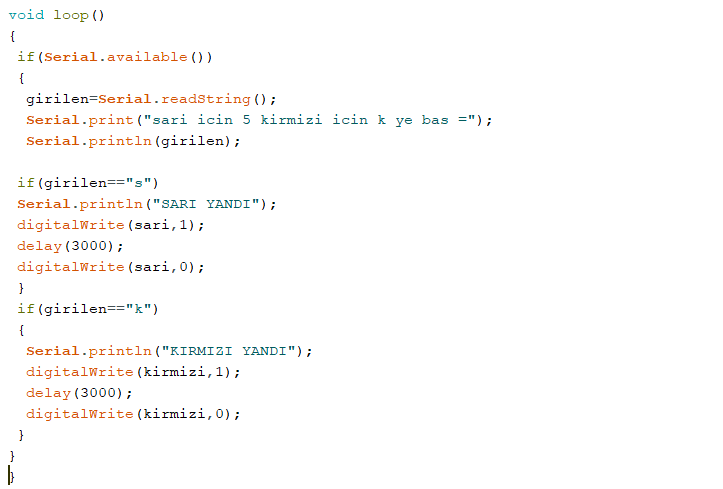 void loop()
{
if(Serial.available())
{
girilen=Serial.readString();
Serial.print("sari icin 5 kirmizi icin k ye bas =");
Serial.println(girilen);
if(girilen=="s")
Serial.println("SARI YANDI");
digitalWrite(sari,1);
delay(3000);
digitalWrite(sari,0);
}
if(girilen=="k")
{
Serial.println("KIRMIZI YANDI");
digitalWrite(kirmizi,1);
delay(3000);
digitalWrite(kirmizi,0);
}
}
}